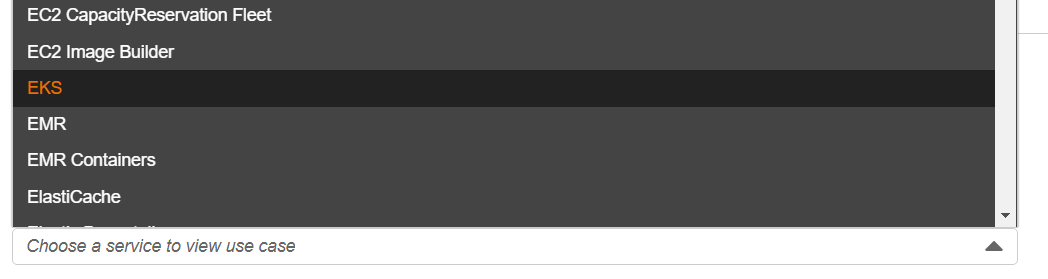 EC2 CapacityReservation Fleet
EC2 Image Builder
EKS
EMR
EMR Containers
ElastiCache
Choose a service to view use case